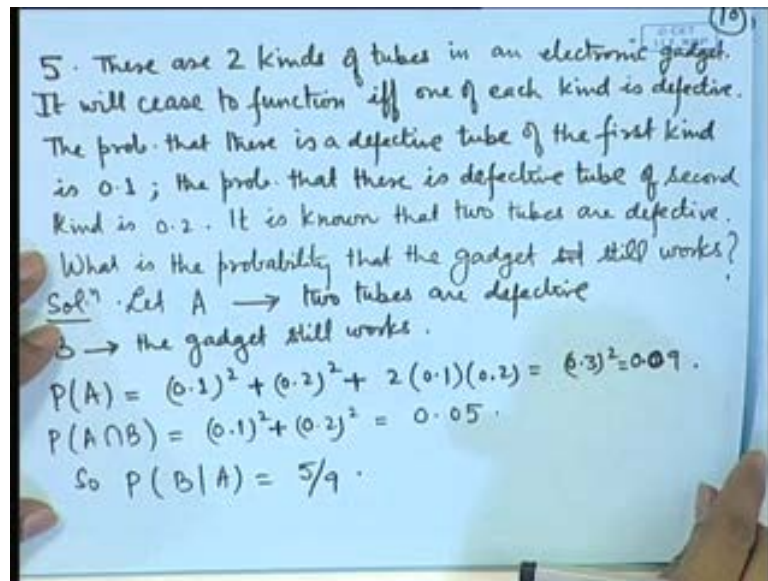 10
5. There are 2 kinds of tubes in an electronic gadget.
It will cease to function iff one of each kind is defective.
The prob. that there is a defective tube of the first kind
is 0.1; the prob. that there is defective tube of second
kind is 0.2. It is known that two tubes are defective.
What is the probability that the gadget still works?
Solⁿ. Let A → two tubes are defective
B → the gadget still works.
P(A) = (0.1)² + (0.2)² + 2(0.1)(0.2) = (0.3)² = 0.09.
P(A∩B) = (0.1)² + (0.2)² = 0.05.
So P(B|A) = 5/9.